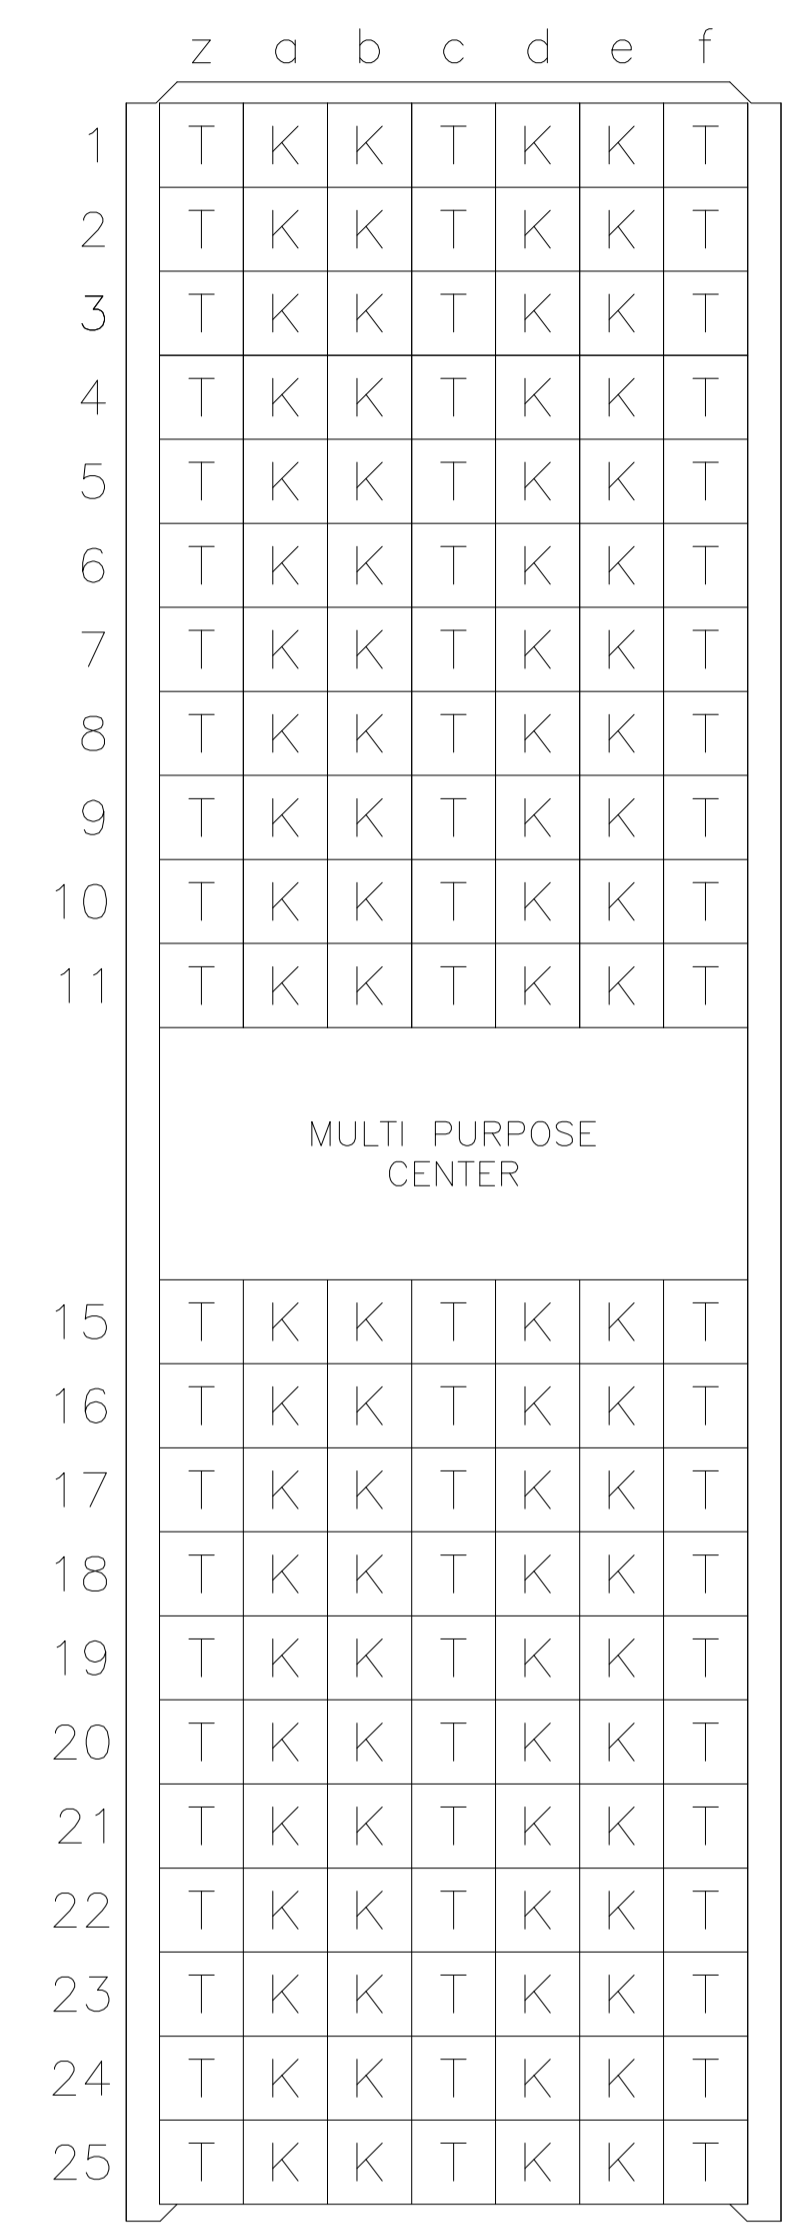 z a b c d e f
1 T K K T K K T
2 T K K T K K T
3 T K K T K K T
4 T K K T K K T
5 T K K T K K T
6 T K K T K K T
7 T K K T K K T
8 T K K T K K T
9 T K K T K K T
10 T K K T K K T
11 T K K T K K T
MULTI PURPOSE
CENTER
15 T K K T K K T
16 T K K T K K T
17 T K K T K K T
18 T K K T K K T
19 T K K T K K T
20 T K K T K K T
21 T K K T K K T
22 T K K T K K T
23 T K K T K K T
24 T K K T K K T
25 T K K T K K T